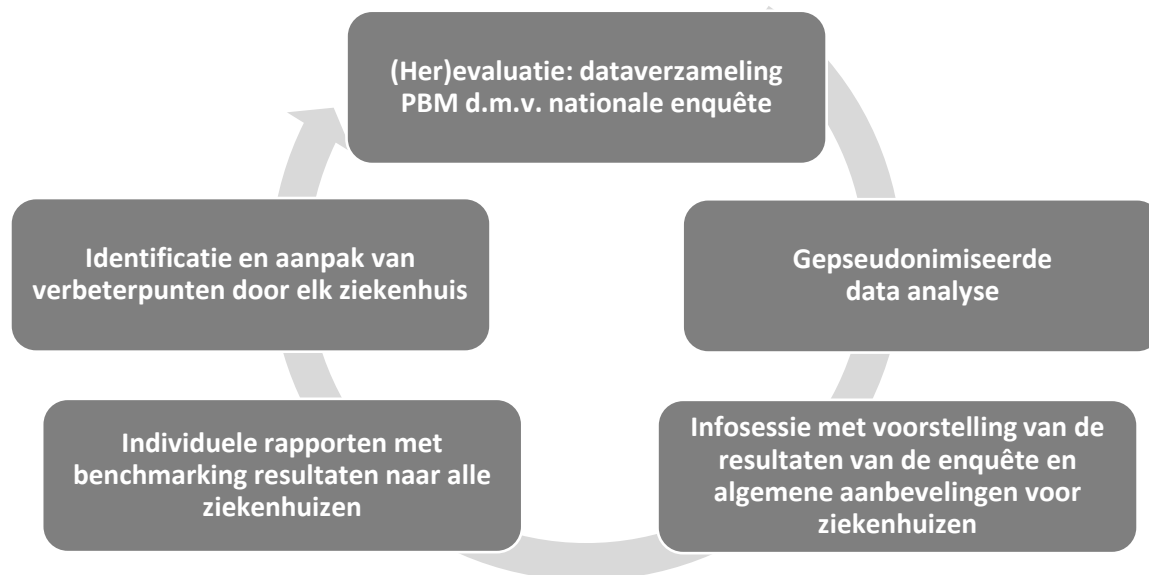 (Her)evaluatie: dataverzameling
PBM d.m.v. nationale enquête
Gepseudonimiseerde
data analyse
Infosessie met voorstelling van de
resultaten van de enquête en
algemene aanbevelingen voor
ziekenhuizen
Individuele rapporten met
benchmarking resultaten naar alle
ziekenhuizen
Identificatie en aanpak van
verbeterpunten door elk ziekenhuis